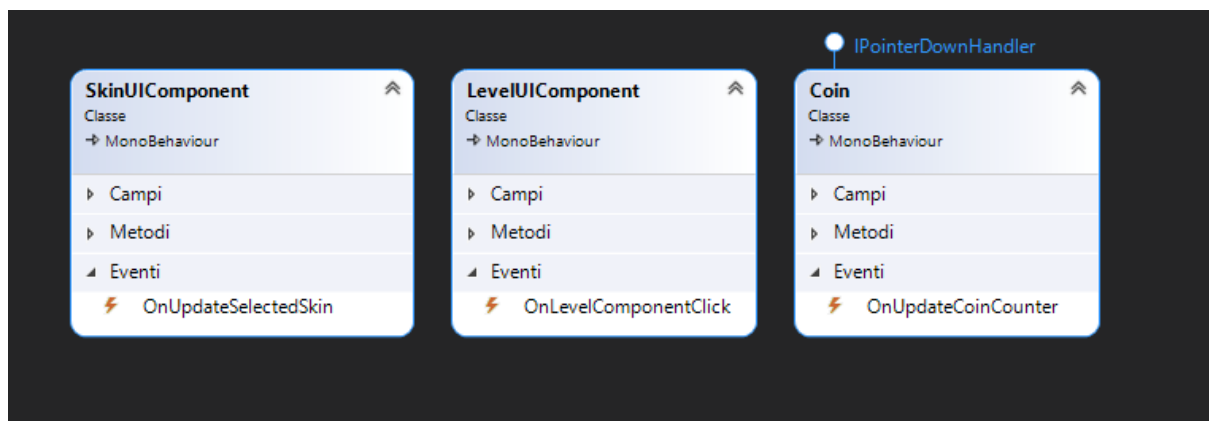 IPointerDownHandler
SkinUIComponent
Classe
MonoBehaviour
Campi
Metodi
Eventi
OnUpdateSelectedSkin
LevelUIComponent
Classe
MonoBehaviour
Campi
Metodi
Eventi
OnLevelComponentClick
Coin
Classe
MonoBehaviour
Campi
Metodi
Eventi
OnUpdateCoinCounter